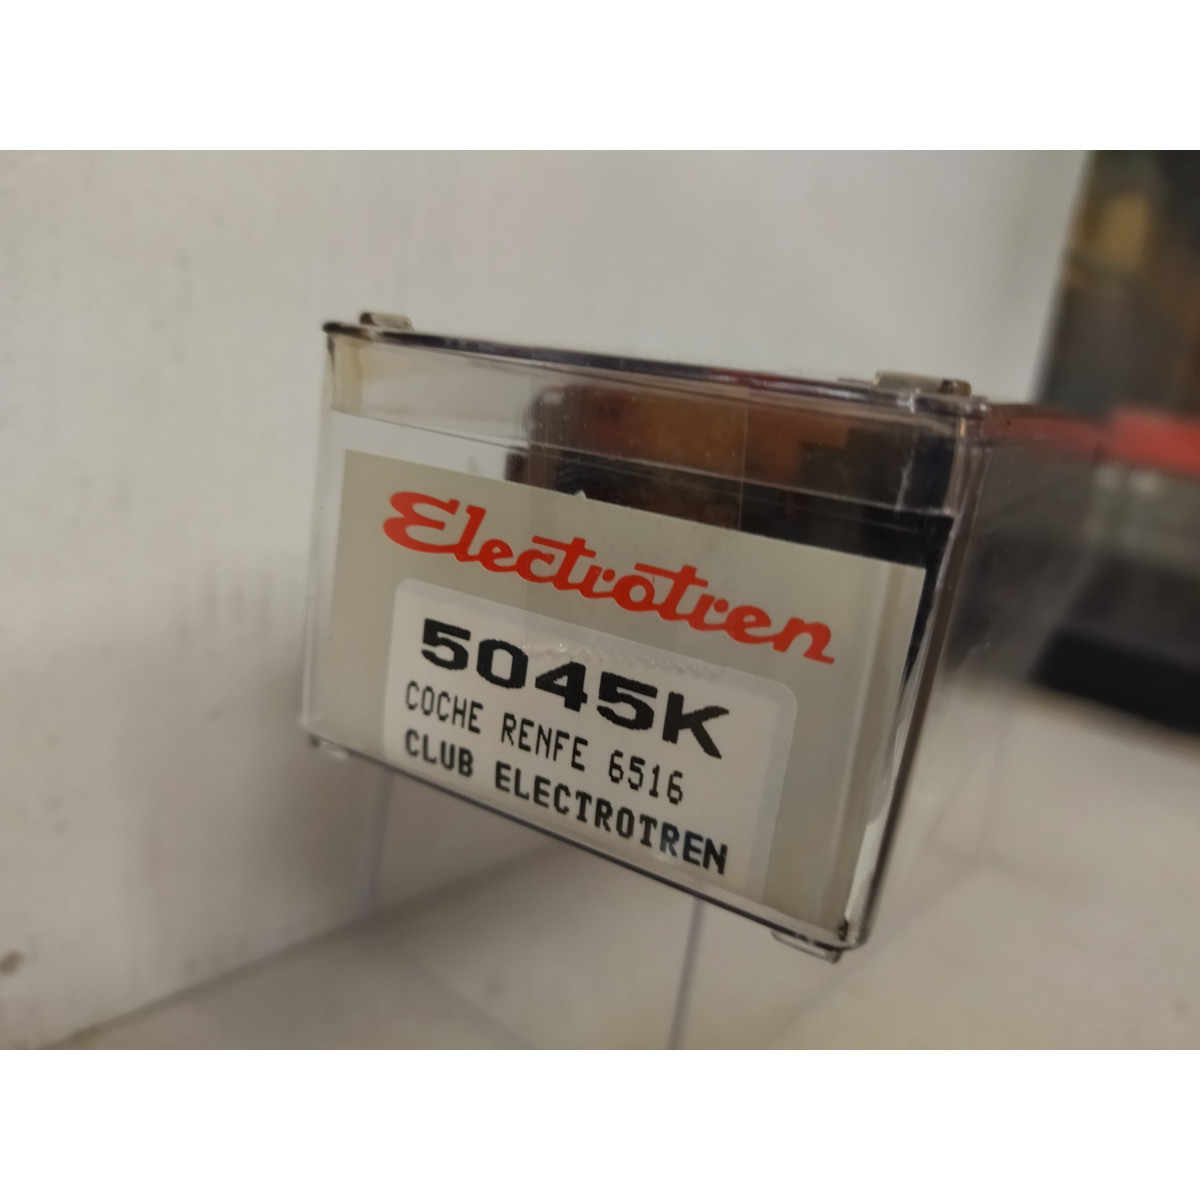 Electrotren
5045K
COCHE RENFE 6516
CLUB ELECTROTREN